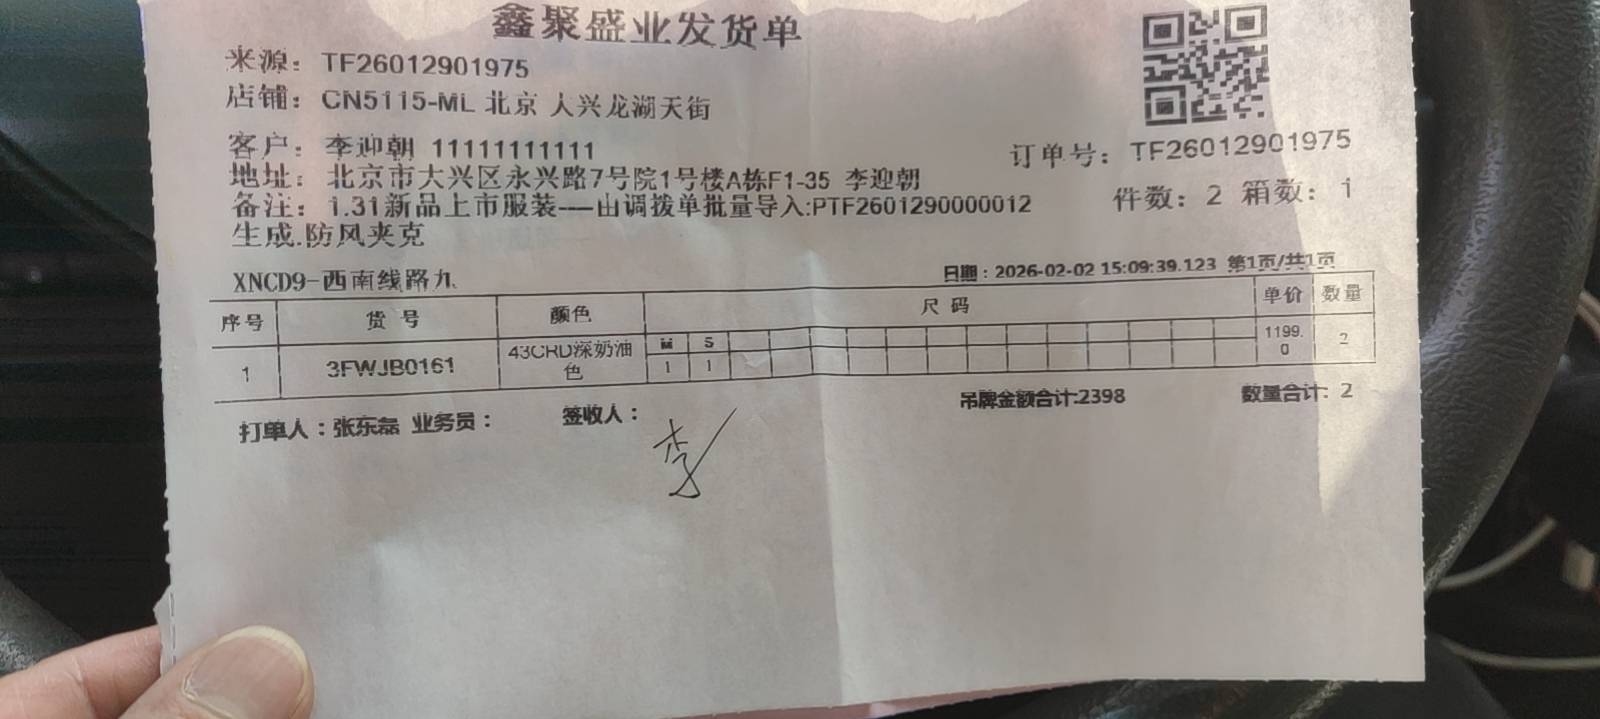 鑫聚盛业发货单
来源：TF26012901975
店铺：CN5115-ML 北京 大兴龙湖天街
客户：李迎朝 11111111111
订单号：TF26012901975
地址：北京市大兴区永兴路7号院1号楼A栋F1-35 李迎朝
件数：2 箱数：1
备注：1.31新品上市服装——由调拨单批量导入:PTF2601290000012
生成.防风夹克
XNCD9-西南线路九
日期：2026-02-02 15:09:39.123 第1页/共1页
序号 货号 颜色 尺码 单价 数量
M S
1 3FWJB0161 43CRD深奶油色 1 1 1199.0 2
打单人：张东磊 业务员： 签收人： 李
吊牌金额合计:2398 数量合计：2